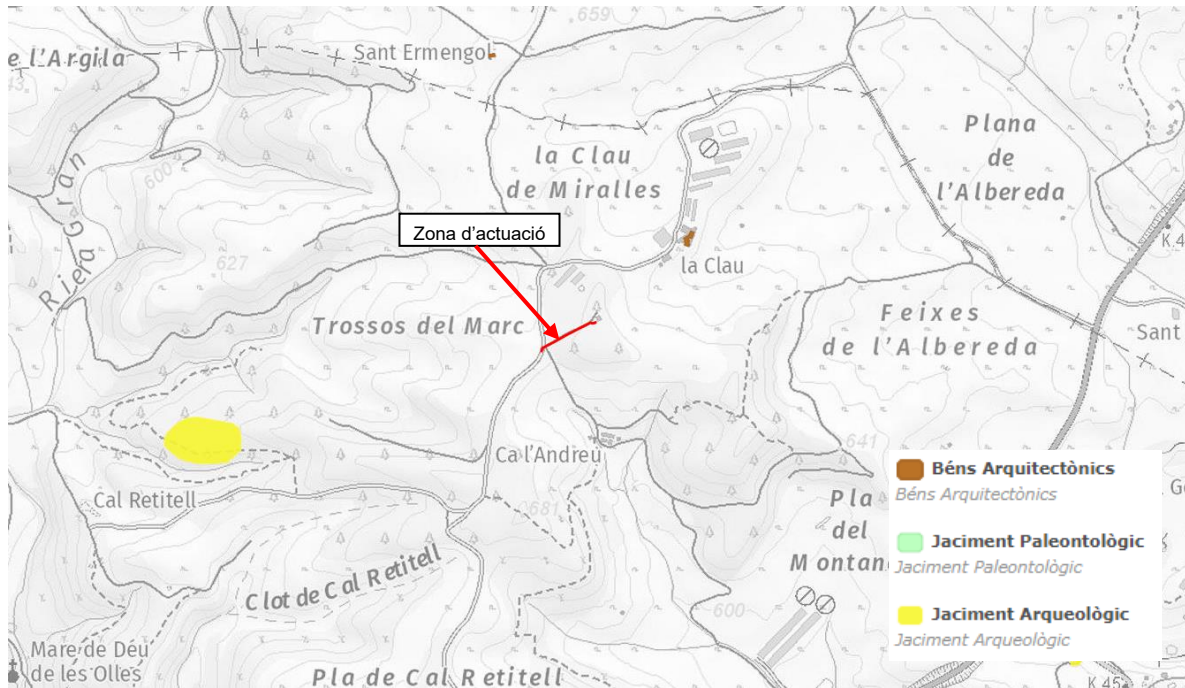 659
Sant Ermengol
e l'Argila
43
Plana
de
l'Albereda
la Clau
de Miralles
600
Riera Gran
Zona d'actuació
K.4
627
la Clau
Trossos del Marc
Feixes
de l'Albereda
Sant
641
Ca l'Andreu
Béns Arquitectònics
Béns Arquitectònics
Cal Retitell
681
Pla
del
Montan
Jaciment Paleontològic
Jaciment Paleontològic
Clot de Cal Retitell
600
Jaciment Arqueològic
Jaciment Arqueològic
Mare de Déu
de les Olles
Pla de Cal Retitell
K 45